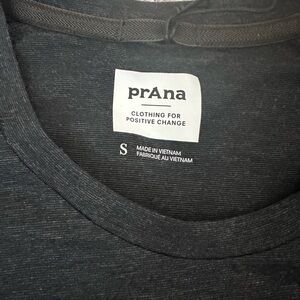 prAna
CLOTHING FOR
POSITIVE CHANGE
S
MADE IN VIETNAM
FABRIQUÉ AU VIETNAM